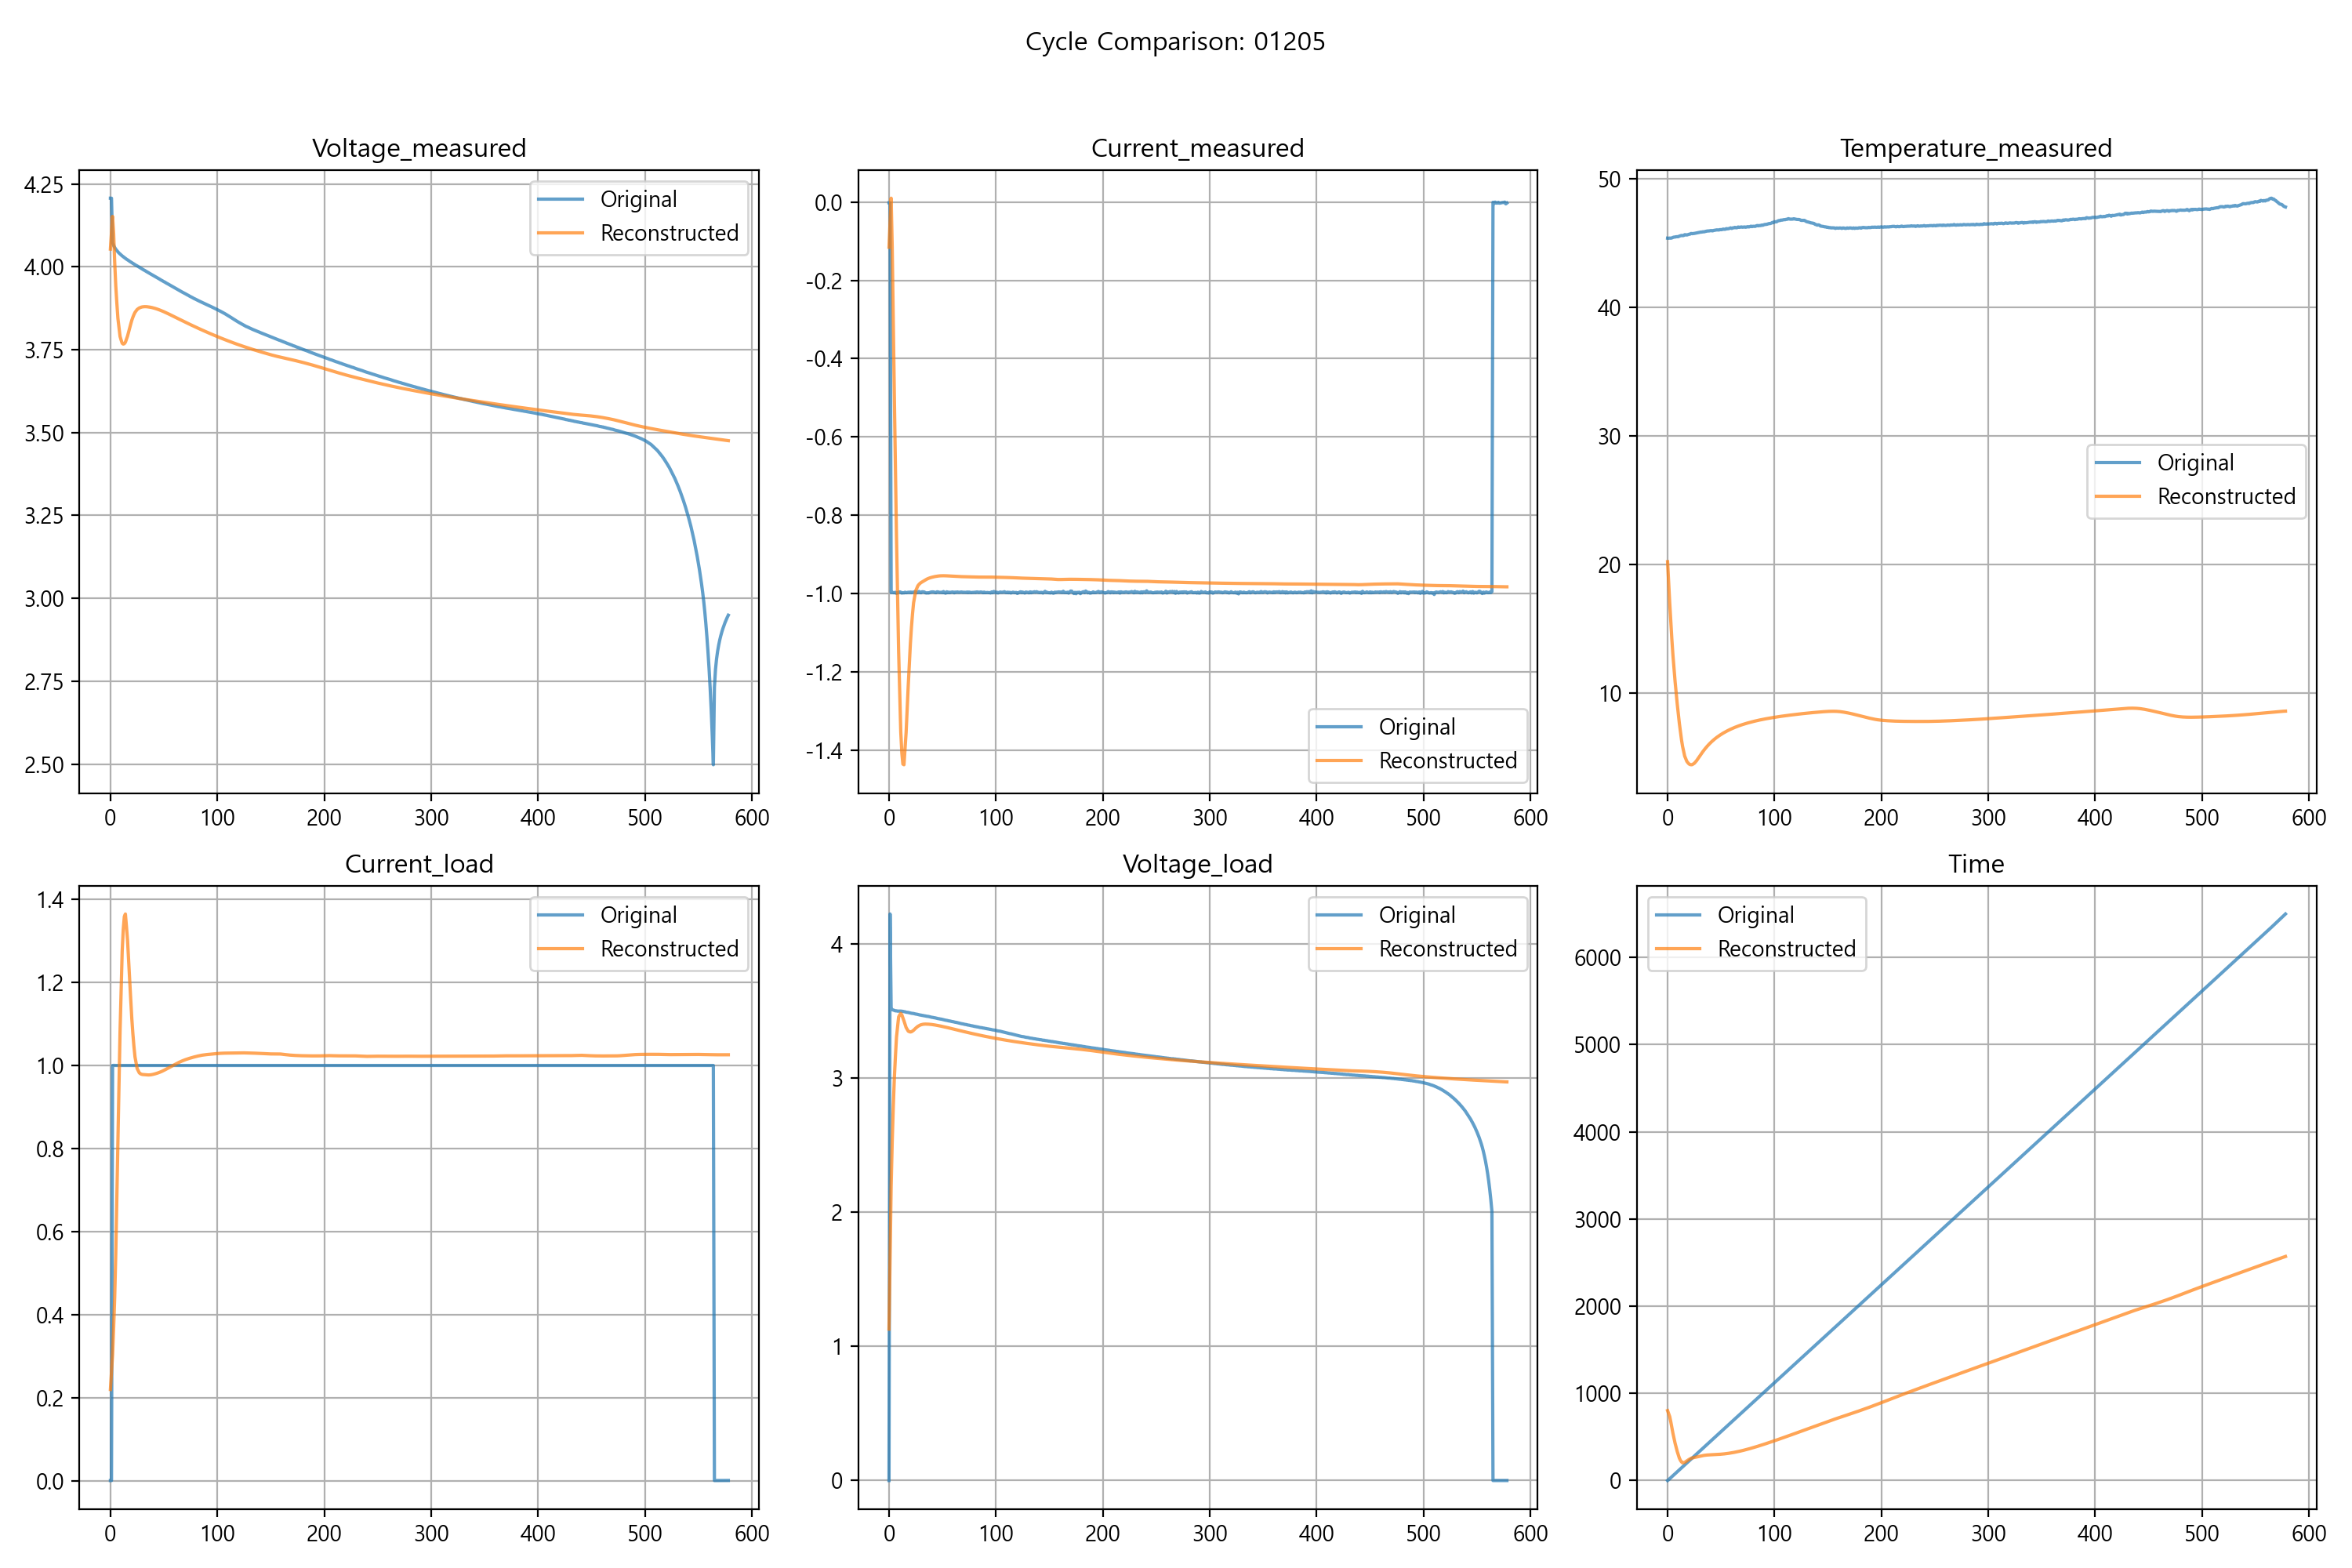 Cycle Comparison: 01205
Voltage_measured
4.25
4.00
3.75
3.50
3.25
3.00
2.75
2.50
0 100 200 300 400 500 600
Original
Reconstructed
Current_measured
0.0
-0.2
-0.4
-0.6
-0.8
-1.0
-1.2
-1.4
0 100 200 300 400 500 600
Original
Reconstructed
Temperature_measured
50
40
30
20
10
0 100 200 300 400 500 600
Original
Reconstructed
Current_load
1.4
1.2
1.0
0.8
0.6
0.4
0.2
0.0
0 100 200 300 400 500 600
Original
Reconstructed
Voltage_load
4
3
2
1
0
0 100 200 300 400 500 600
Original
Reconstructed
Time
6000
5000
4000
3000
2000
1000
0
0 100 200 300 400 500 600
Original
Reconstructed